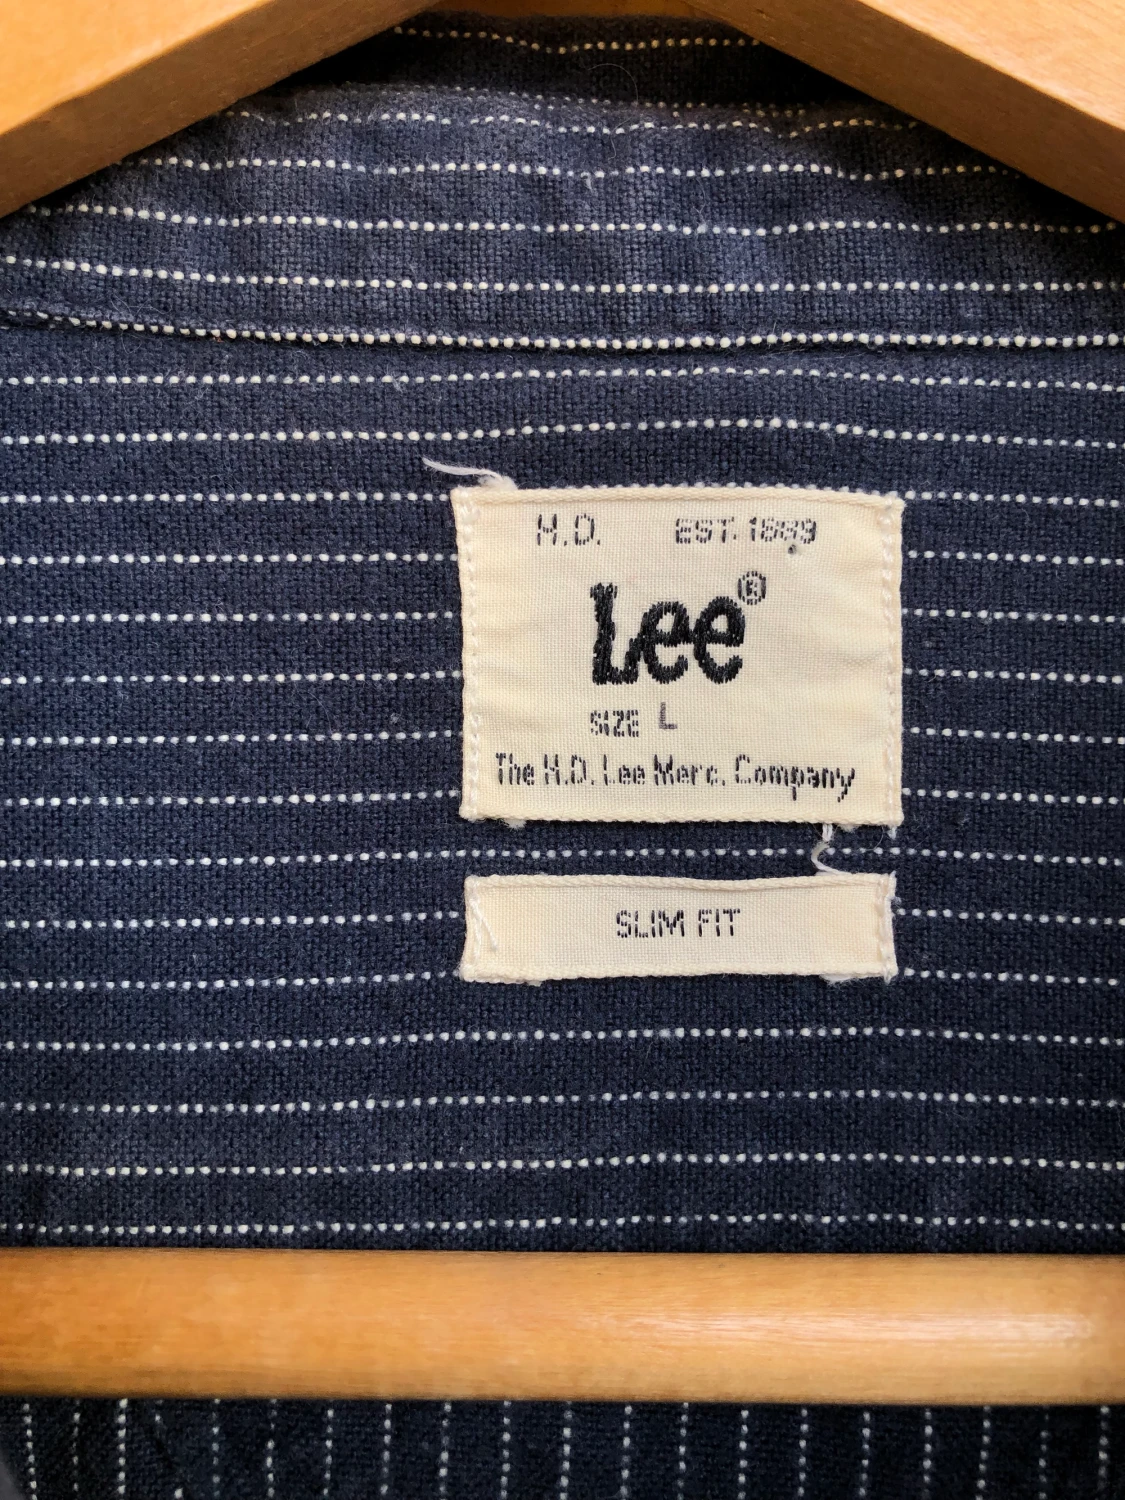 H.D. EST. 1889
Lee®
SIZE L
The H.D. Lee Merc. Company
SLIM FIT